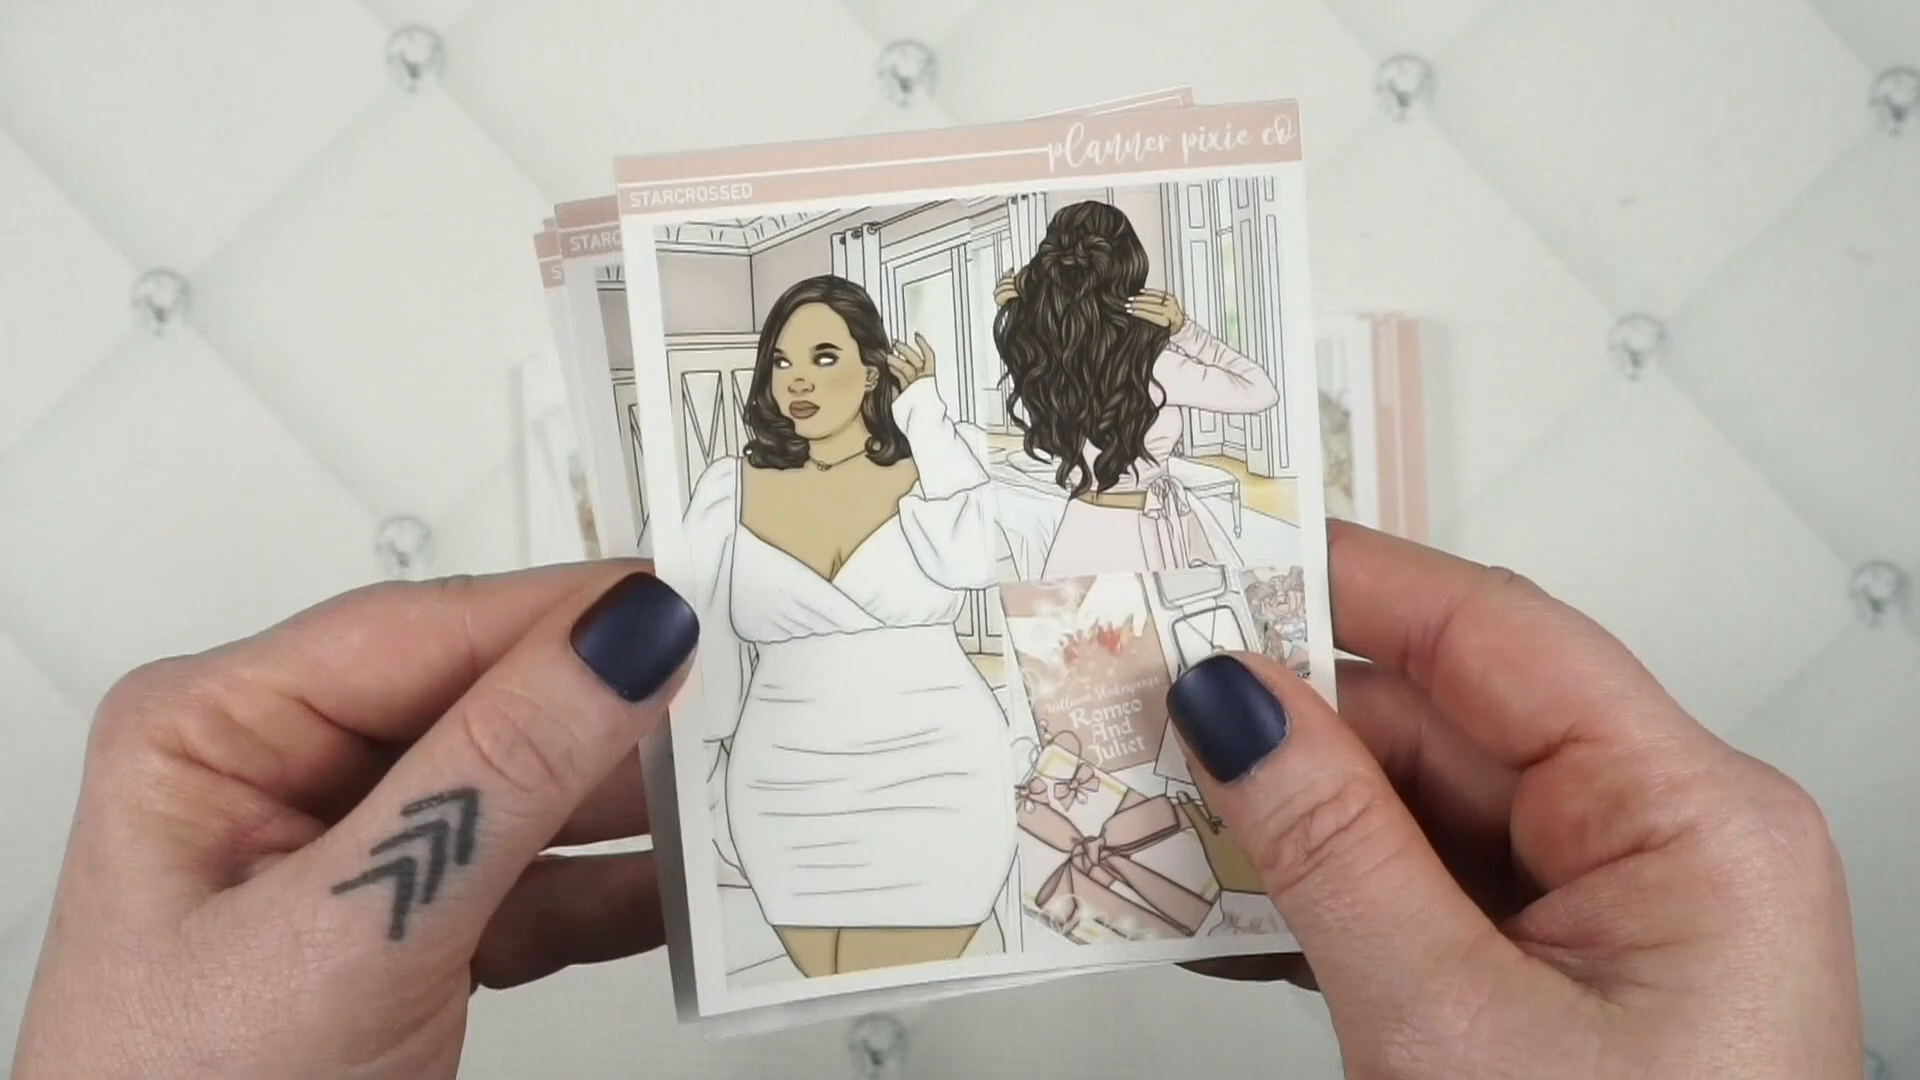 planner pixie co
STARCROSSED
STARC
S
William Shakespeare
Romeo
And
Juliet